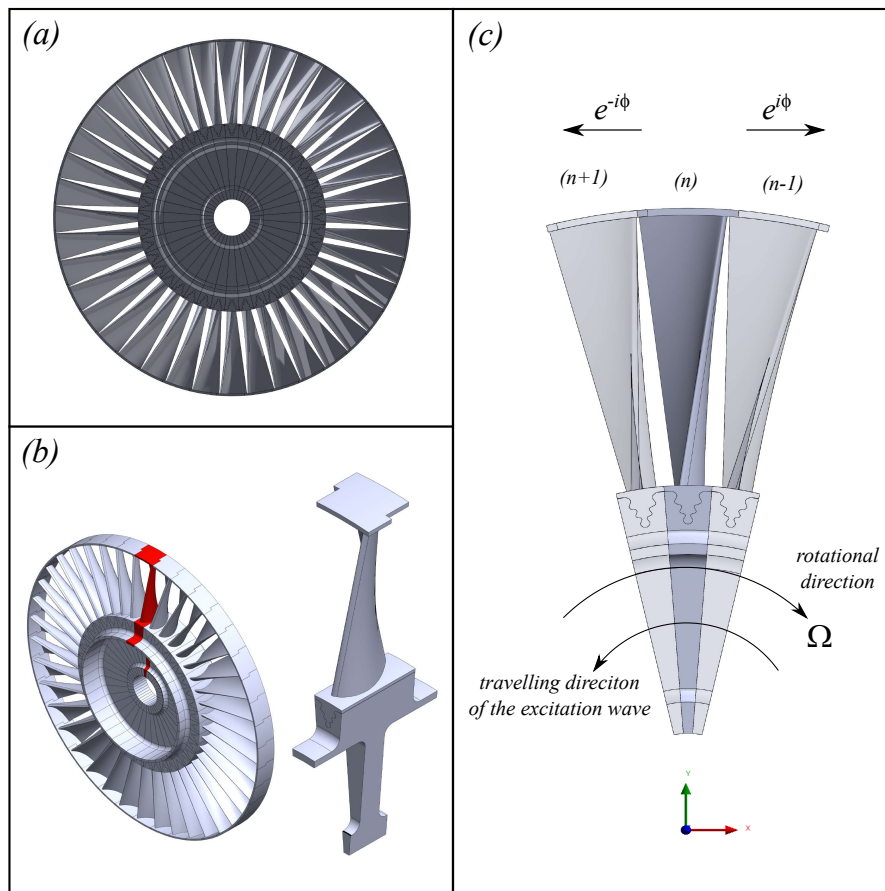 (a)
(b)
(c)
e^{-iϕ}
e^{iϕ}
(n+1)
(n)
(n-1)
rotational
direction
Ω
travelling direciton
of the excitation wave
Y
X